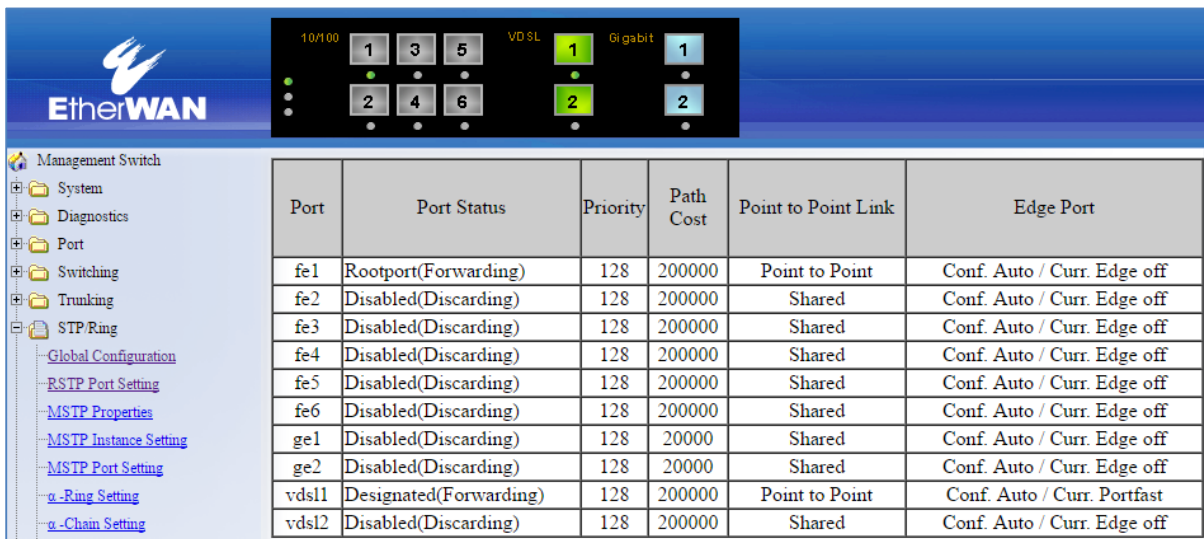 EtherWAN
10/100 1 3 5 VDSL 1 Gigabit 1
2 4 6 2 2
Management Switch
System
Diagnostics
Port
Switching
Trunking
STP/Ring
Global Configuration
RSTP Port Setting
MSTP Properties
MSTP Instance Setting
MSTP Port Setting
α -Ring Setting
α -Chain Setting
Port Port Status Priority Path Cost Point to Point Link Edge Port
fe1 Rootport(Forwarding) 128 200000 Point to Point Conf. Auto / Curr. Edge off
fe2 Disabled(Discarding) 128 200000 Shared Conf. Auto / Curr. Edge off
fe3 Disabled(Discarding) 128 200000 Shared Conf. Auto / Curr. Edge off
fe4 Disabled(Discarding) 128 200000 Shared Conf. Auto / Curr. Edge off
fe5 Disabled(Discarding) 128 200000 Shared Conf. Auto / Curr. Edge off
fe6 Disabled(Discarding) 128 200000 Shared Conf. Auto / Curr. Edge off
ge1 Disabled(Discarding) 128 20000 Shared Conf. Auto / Curr. Edge off
ge2 Disabled(Discarding) 128 20000 Shared Conf. Auto / Curr. Edge off
vdsl1 Designated(Forwarding) 128 200000 Point to Point Conf. Auto / Curr. Portfast
vdsl2 Disabled(Discarding) 128 200000 Shared Conf. Auto / Curr. Edge off